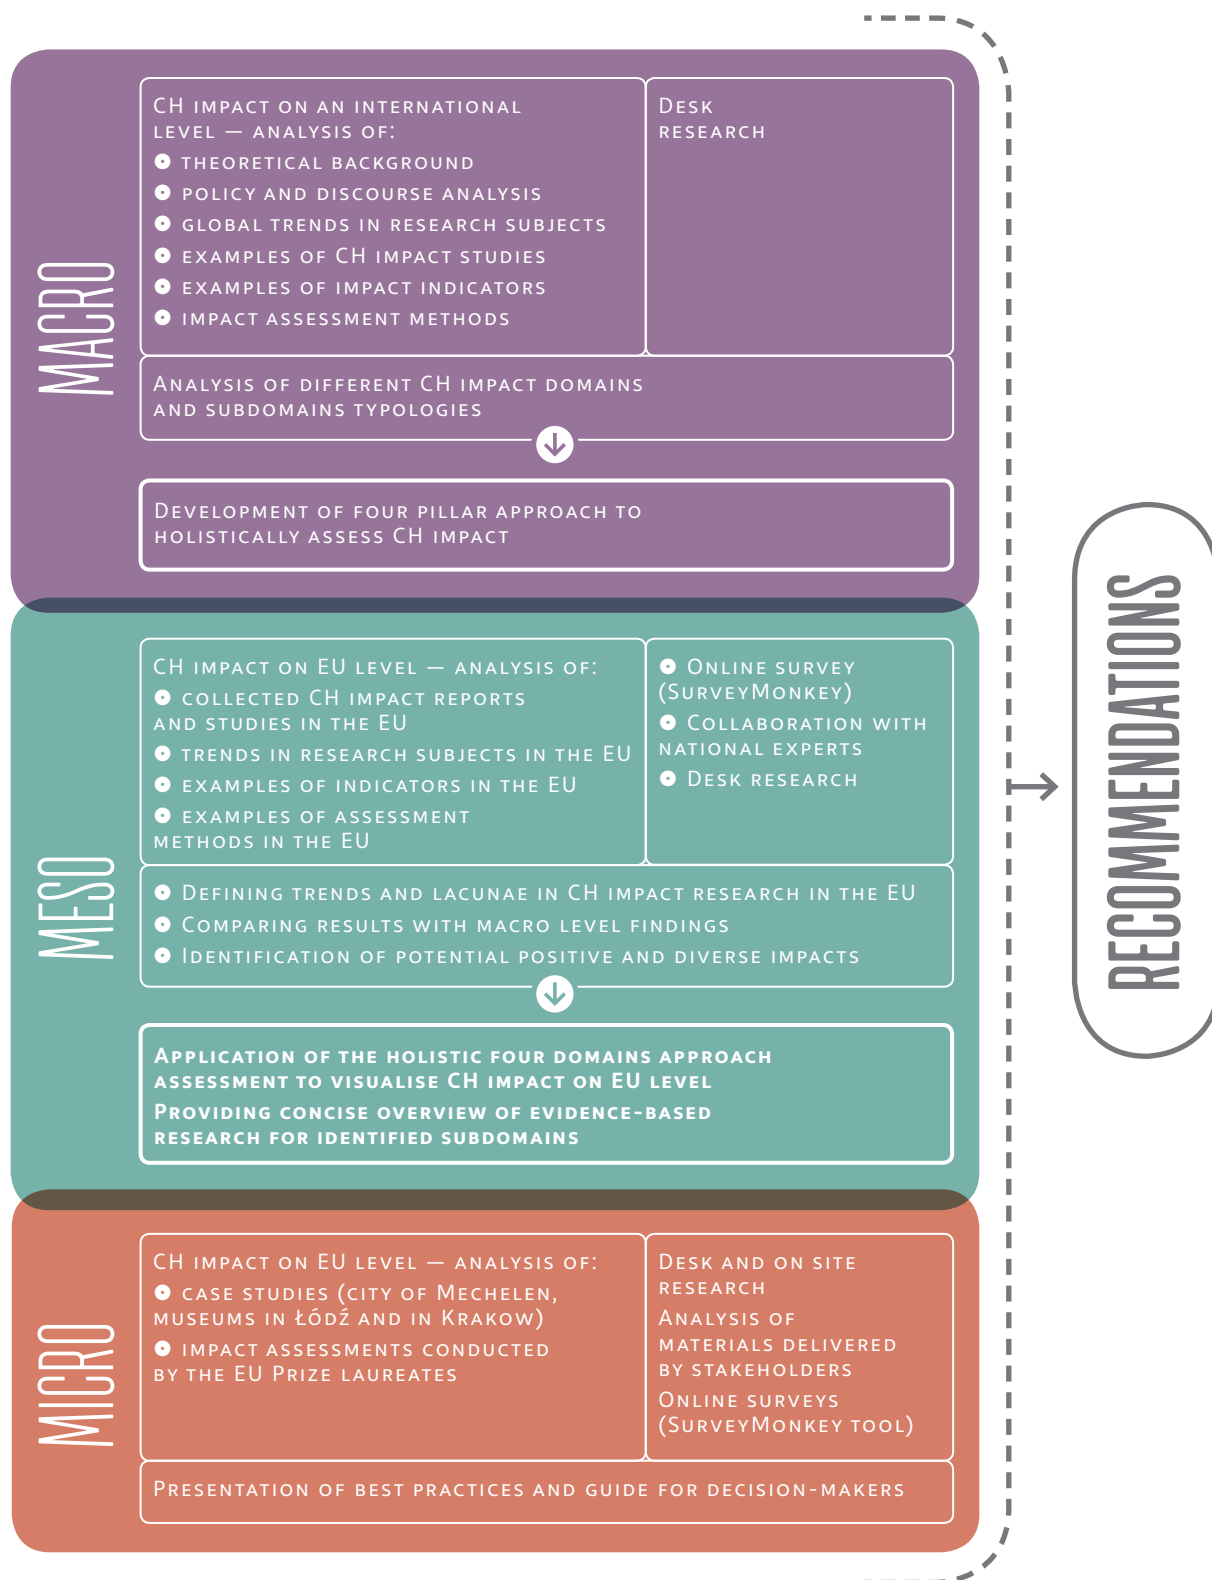 MACRO
CH impact on an international
level — analysis of:
theoretical background
policy and discourse analysis
global trends in research subjects
examples of CH impact studies
examples of impact indicators
impact assessment methods
Desk
research
Analysis of different CH impact domains
and subdomains typologies
Development of four pillar approach to
holistically assess CH impact
MESO
CH impact on EU level — analysis of:
collected CH impact reports
and studies in the EU
trends in research subjects in the EU
examples of indicators in the EU
examples of assessment
methods in the EU
Online survey
(SurveyMonkey)
Collaboration with
national experts
Desk research
Defining trends and lacunae in CH impact research in the EU
Comparing results with macro level findings
Identification of potential positive and diverse impacts
Application of the holistic four domains approach
assessment to visualise CH impact on EU level
Providing concise overview of evidence-based
research for identified subdomains
MICRO
CH impact on EU level — analysis of:
case studies (city of Mechelen,
museums in Łódź and in Krakow)
impact assessments conducted
by the EU Prize laureates
Desk and on site
research
Analysis of
materials delivered
by stakeholders
Online surveys
(SurveyMonkey tool)
Presentation of best practices and guide for decision-makers
RECOMMENDATIONS